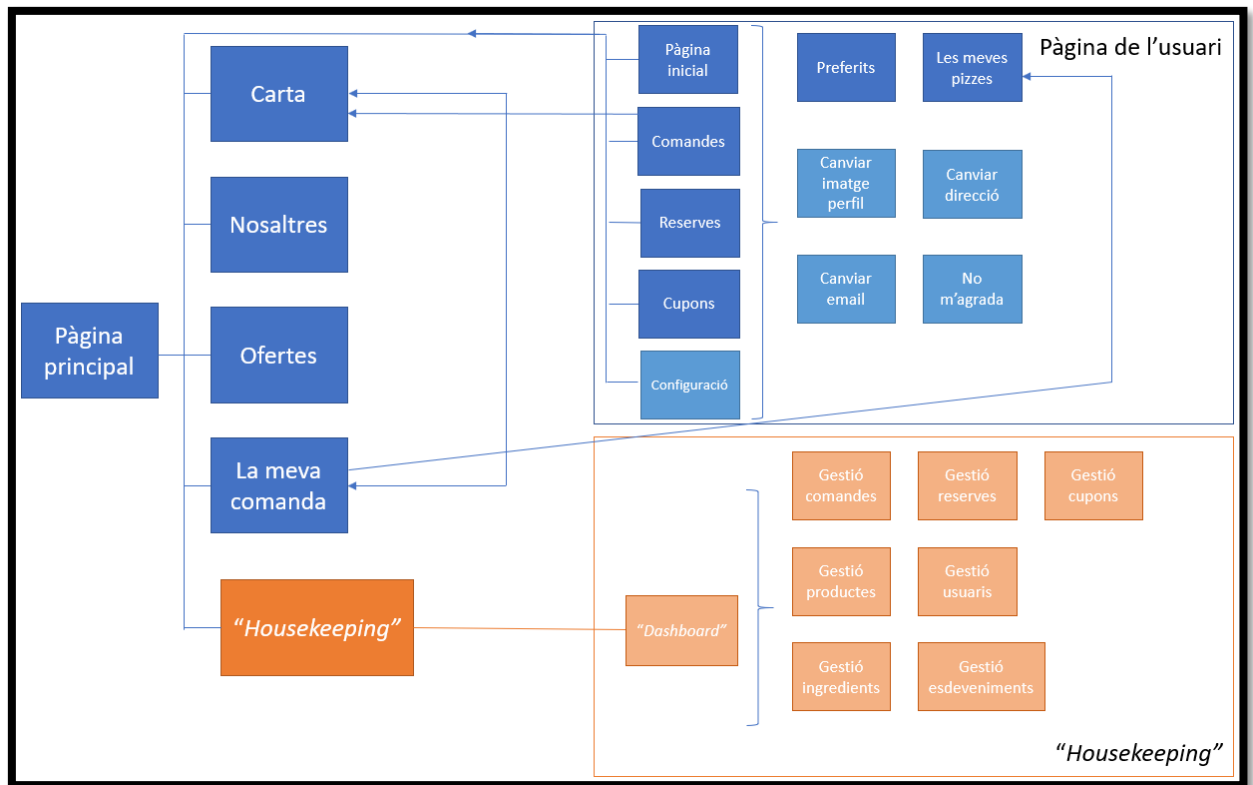 Pàgina de l’usuari
Pàgina
inicial
Preferits
Les meves
pizzes
Carta
Comandes
Canviar
imatge
perfil
Canviar
direcció
Nosaltres
Reserves
Canviar
email
No
m’agrada
Cupons
Pàgina
principal
Ofertes
Configuració
La meva
comanda
Gestió
comandes
Gestió
reserves
Gestió
cupons
Gestió
productes
Gestió
usuaris
“Housekeeping”
“Dashboard”
Gestió
ingredients
Gestió
esdeveniments
“Housekeeping”